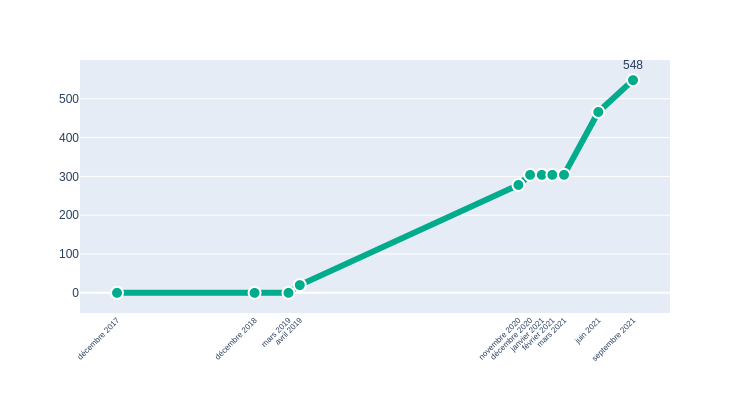 548
500
400
300
200
100
0
décembre 2017
décembre 2018
mars 2019
avril 2019
novembre 2020
décembre 2020
janvier 2021
février 2021
mars 2021
juin 2021
septembre 2021